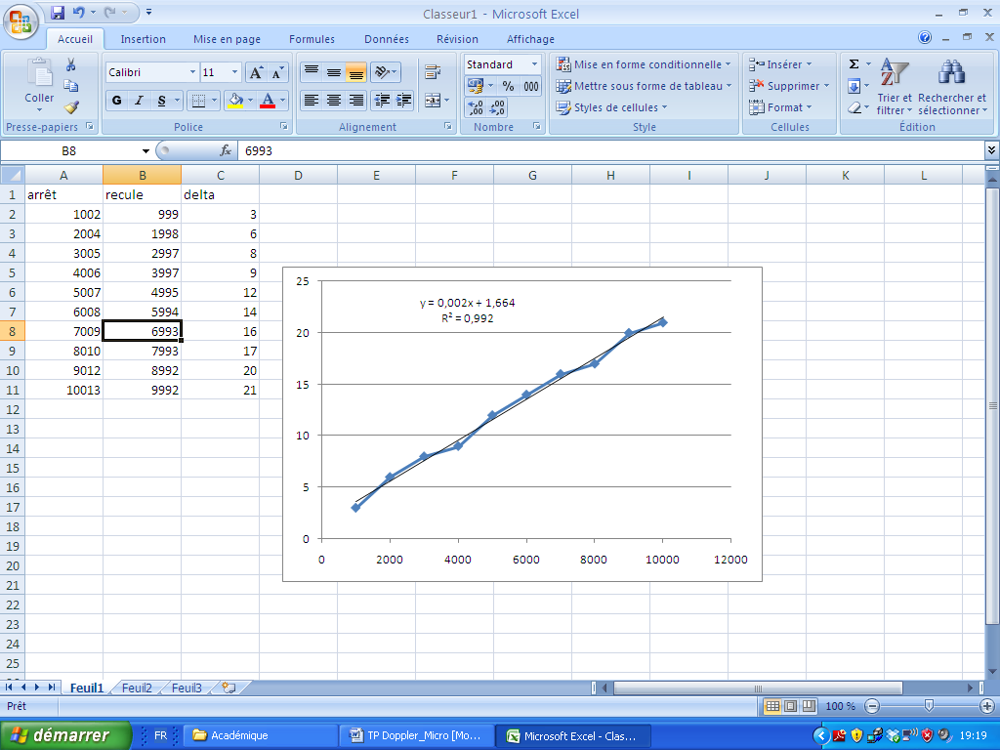 Classeur1 - Microsoft Excel
Accueil Insertion Mise en page Formules Données Révision Affichage
Coller
Presse-papiers
Calibri 11 A A
G I S A
Police
Alignement
Standard
% 000
,0 ,00 ,00 ,0
Nombre
Mise en forme conditionnelle
Mettre sous forme de tableau
Styles de cellules
Style
Insérer
Supprimer
Format
Cellules
Σ
Trier et filtrer
Rechercher et sélectionner
Édition
B8 fx 6993
A B C D E F G H I J K L
1 arrêt recule delta
2 1002 999 3
3 2004 1998 6
4 3005 2997 8
5 4006 3997 9
6 5007 4995 12
7 6008 5994 14
8 7009 6993 16
9 8010 7993 17
10 9012 8992 20
11 10013 9992 21
12
13
14
15
16
17
18
19
20
21
22
23
24
25
y = 0,002x + 1,664
R² = 0,992
25
20
15
10
5
0
0 2000 4000 6000 8000 10000 12000
Feuil1 Feuil2 Feuil3
Prêt 100 %
démarrer FR Académique TP Doppler_Micro [Mo... Microsoft Excel - Clas... 19:19